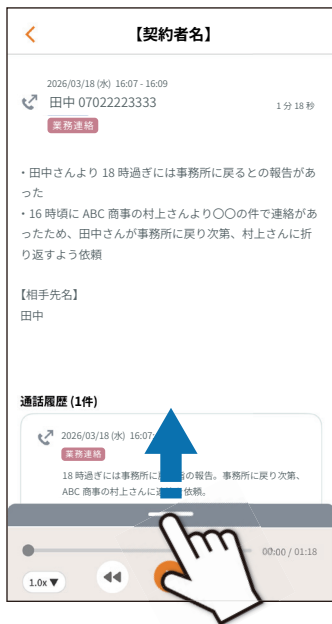 【契約者名】
2026/03/18 (水) 16:07 - 16:09
田中 07022223333
1 分 18 秒
業務連絡
・田中さんより 18 時過ぎには事務所に戻るとの報告があ
った
・16 時頃に ABC 商事の村上さんより〇〇の件で連絡があ
ったため、田中さんが事務所に戻り次第、村上さんに折
り返すよう依頼
【相手先名】
田中
通話履歴 (1件)
2026/03/18 (水) 16:07
業務連絡
18 時過ぎには事務所に の報告。事務所に戻り次第、
ABC 商事の村上さんに 依頼。
00:00 / 01:18
1.0x ▼